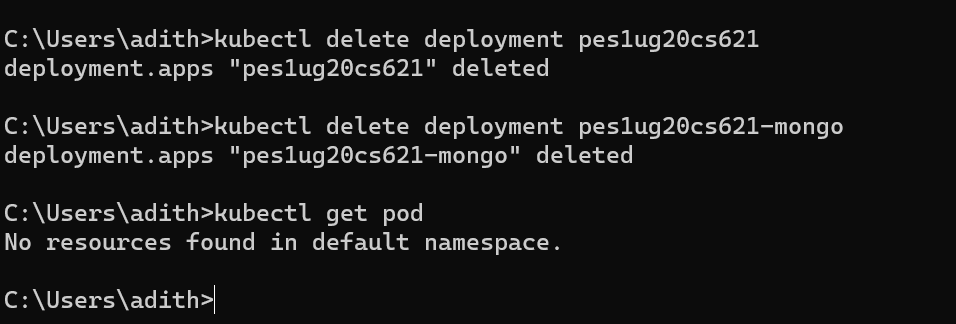 C:\Users\adith>kubectl delete deployment pes1ug20cs621
deployment.apps "pes1ug20cs621" deleted
C:\Users\adith>kubectl delete deployment pes1ug20cs621-mongo
deployment.apps "pes1ug20cs621-mongo" deleted
C:\Users\adith>kubectl get pod
No resources found in default namespace.
C:\Users\adith>